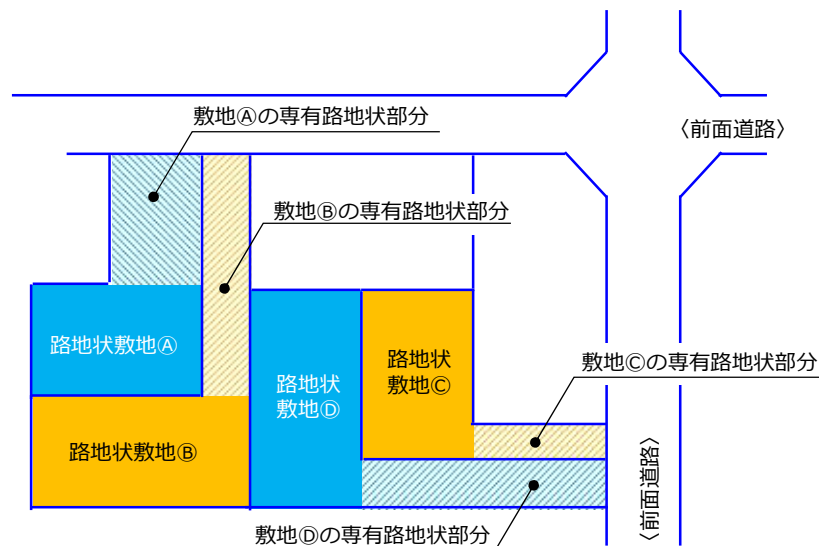 敷地Ⓐの専有路地状部分
〈前面道路〉
敷地Ⓑの専有路地状部分
路地状敷地Ⓐ
路地状
敷地Ⓒ
敷地Ⓒの専有路地状部分
路地状
敷地Ⓓ
路地状敷地Ⓑ
〈前面道路〉
敷地Ⓓの専有路地状部分